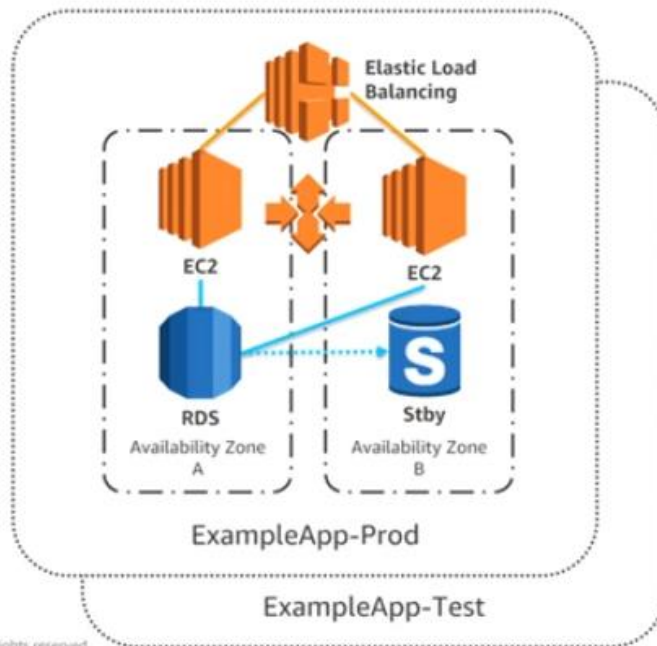 Elastic Load
Balancing
EC2
EC2
RDS
S
Stby
Availability Zone
A
Availability Zone
B
ExampleApp-Prod
ExampleApp-Test